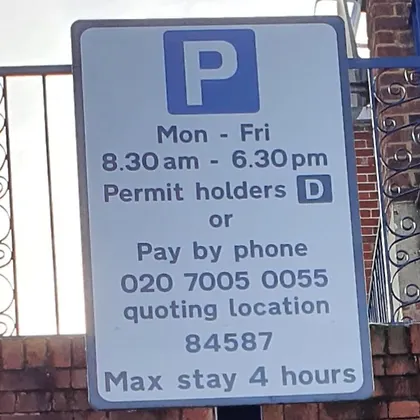 P
Mon - Fri
8.30am - 6.30pm
Permit holders D
or
Pay by phone
020 7005 0055
quoting location
84587
Max stay 4 hours